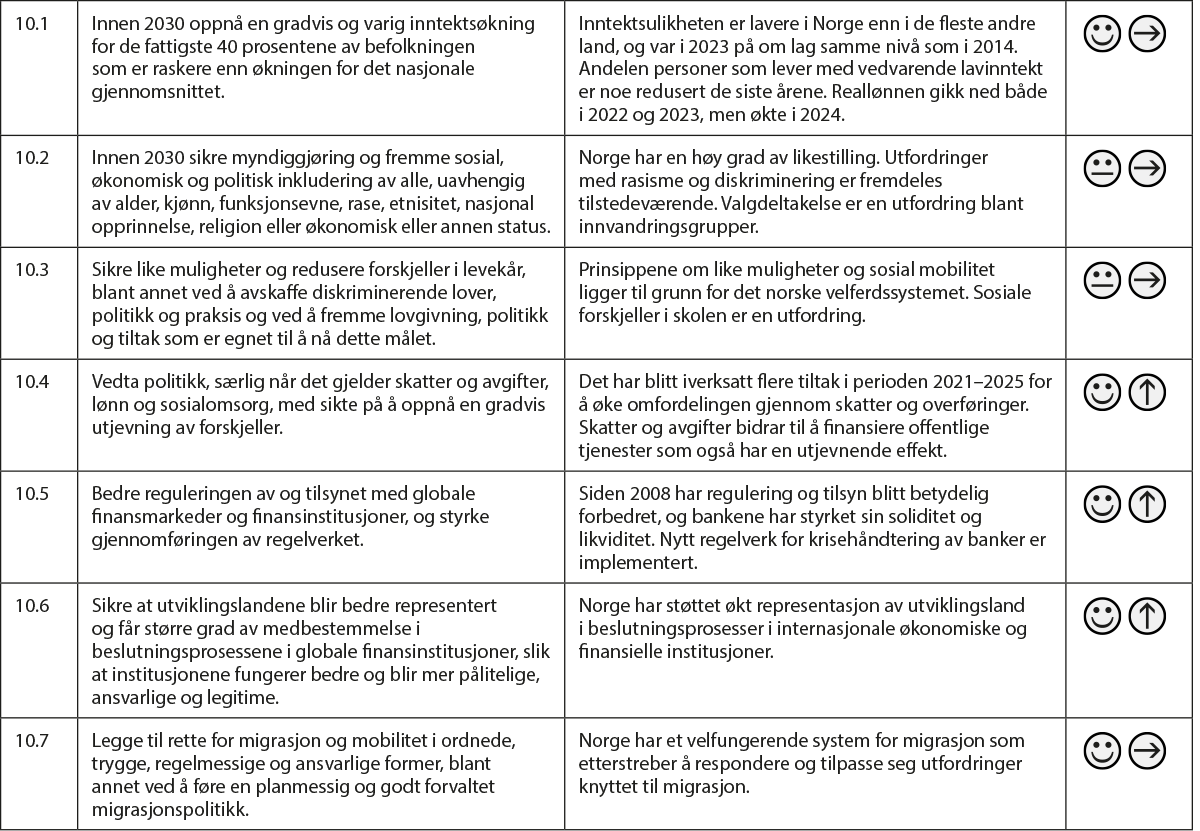 10.1
Innen 2030 oppnå en gradvis og varig inntektsøkning
for de fattigste 40 prosentene av befolkningen
som er raskere enn økningen for det nasjonale
gjennomsnittet.
Inntektsulikheten er lavere i Norge enn i de fleste andre
land, og var i 2023 på om lag samme nivå som i 2014.
Andelen personer som lever med vedvarende lavinntekt
er noe redusert de siste årene. Reallønnen gikk ned både
i 2022 og 2023, men økte i 2024.
10.2
Innen 2030 sikre myndiggjøring og fremme sosial,
økonomisk og politisk inkludering av alle, uavhengig
av alder, kjønn, funksjonsevne, rase, etnisitet, nasjonal
opprinnelse, religion eller økonomisk eller annen status.
Norge har en høy grad av likestilling. Utfordringer
med rasisme og diskriminering er fremdeles
tilstedeværende. Valgdeltakelse er en utfordring blant
innvandringsgrupper.
10.3
Sikre like muligheter og redusere forskjeller i levekår,
blant annet ved å avskaffe diskriminerende lover,
politikk og praksis og ved å fremme lovgivning, politikk
og tiltak som er egnet til å nå dette målet.
Prinsippene om like muligheter og sosial mobilitet
ligger til grunn for det norske velferdssystemet. Sosiale
forskjeller i skolen er en utfordring.
10.4
Vedta politikk, særlig når det gjelder skatter og avgifter,
lønn og sosialomsorg, med sikte på å oppnå en gradvis
utjevning av forskjeller.
Det har blitt iverksatt flere tiltak i perioden 2021–2025 for
å øke omfordelingen gjennom skatter og overføringer.
Skatter og avgifter bidrar til å finansiere offentlige
tjenester som også har en utjevnende effekt.
10.5
Bedre reguleringen av og tilsynet med globale
finansmarkeder og finansinstitusjoner, og styrke
gjennomføringen av regelverket.
Siden 2008 har regulering og tilsyn blitt betydelig
forbedret, og bankene har styrket sin soliditet og
likviditet. Nytt regelverk for krisehåndtering av banker er
implementert.
10.6
Sikre at utviklingslandene blir bedre representert
og får større grad av medbestemmelse i
beslutningsprosessene i globale finansinstitusjoner, slik
at institusjonene fungerer bedre og blir mer pålitelige,
ansvarlige og legitime.
Norge har støttet økt representasjon av utviklingsland
i beslutningsprosesser i internasjonale økonomiske og
finansielle institusjoner.
10.7
Legge til rette for migrasjon og mobilitet i ordnede,
trygge, regelmessige og ansvarlige former, blant
annet ved å føre en planmessig og godt forvaltet
migrasjonspolitikk.
Norge har et velfungerende system for migrasjon som
etterstreber å respondere og tilpasse seg utfordringer
knyttet til migrasjon.